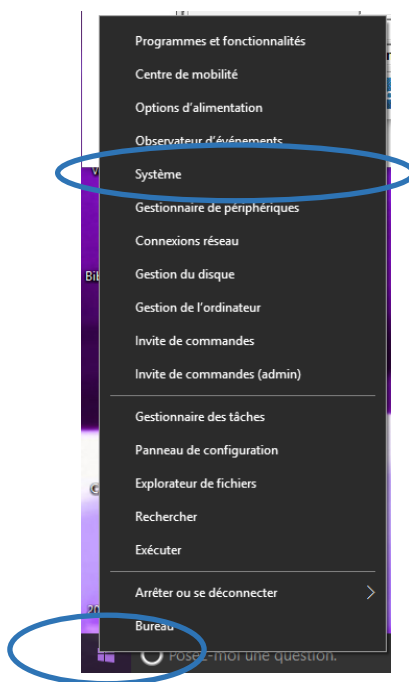 Programmes et fonctionnalités
Centre de mobilité
Options d'alimentation
Observateur d'événements
Système
Gestionnaire de périphériques
Connexions réseau
Gestion du disque
Gestion de l'ordinateur
Invite de commandes
Invite de commandes (admin)
Gestionnaire des tâches
Panneau de configuration
Explorateur de fichiers
Rechercher
Exécuter
Arrêter ou se déconnecter
Bureau
Posez-moi une question.